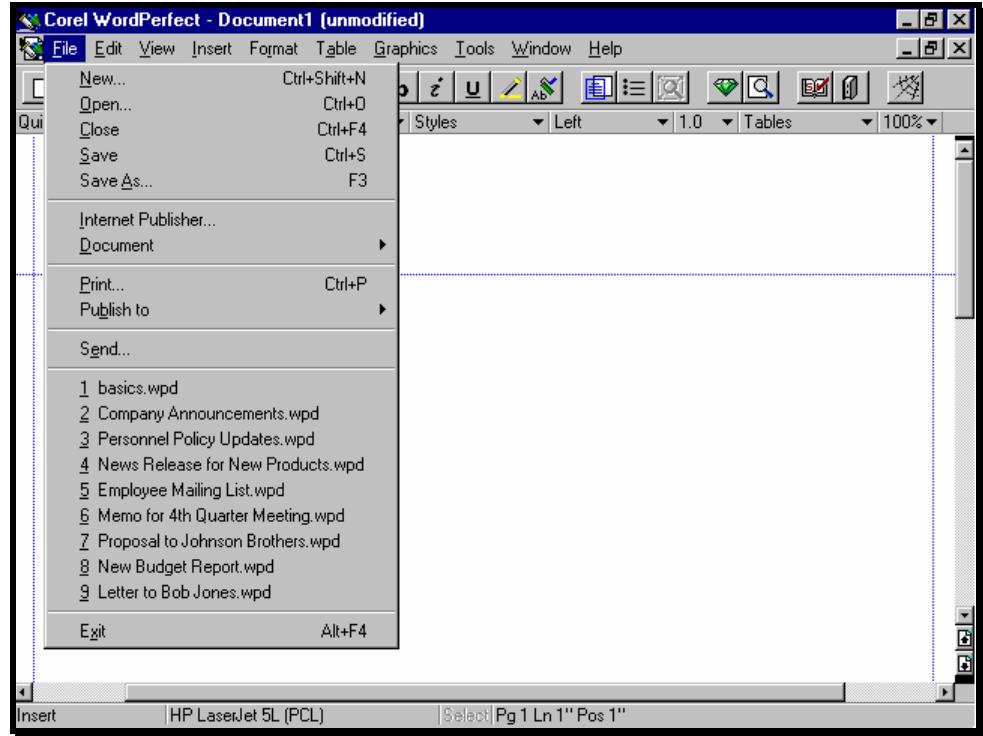 Corel WordPerfect - Document1 (unmodified)
File Edit View Insert Format Table Graphics Tools Window Help
New... Ctrl+Shift+N
Open... Ctrl+O
Close Ctrl+F4
Save Ctrl+S
Save As... F3
Internet Publisher...
Document
Print... Ctrl+P
Publish to
Send...
1 basics.wpd
2 Company Announcements.wpd
3 Personnel Policy Updates.wpd
4 News Release for New Products.wpd
5 Employee Mailing List.wpd
6 Memo for 4th Quarter Meeting.wpd
7 Proposal to Johnson Brothers.wpd
8 New Budget Report.wpd
9 Letter to Bob Jones.wpd
Exit Alt+F4
i U AB
Qui Styles Left 1.0 Tables 100%
Insert HP LaserJet 5L (PCL) Select Pg 1 Ln 1" Pos 1"